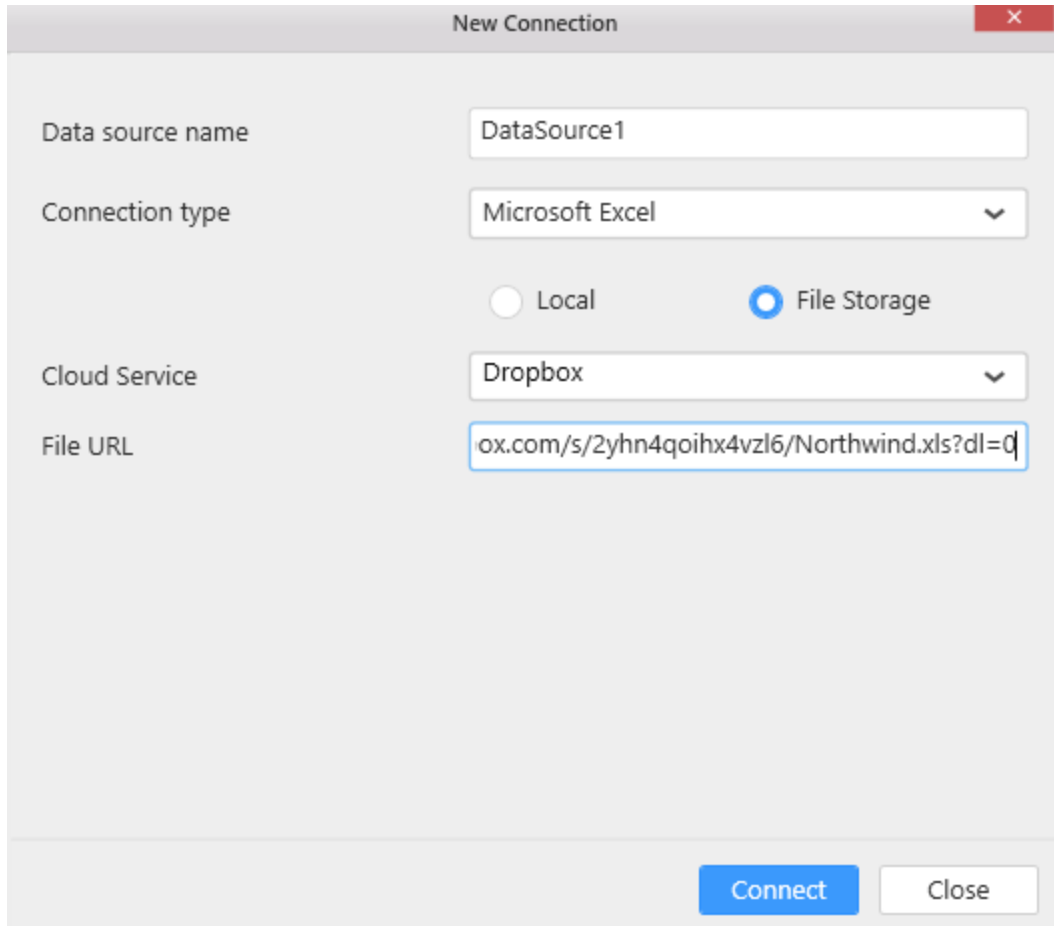 New Connection
Data source name
DataSource1
Connection type
Microsoft Excel
Local
File Storage
Cloud Service
Dropbox
File URL
ox.com/s/2yhn4qoihx4vzl6/Northwind.xls?dl=0
Connect
Close